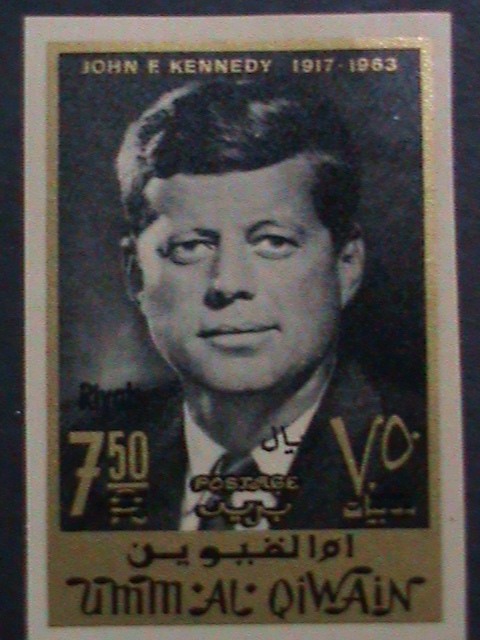 JOHN F. KENNEDY 1917-1963
Riyals
ريال
7 50 ٧٫٥٠
POSTAGE
بريد
ام القيوين
UMM·AL·QIWAIN